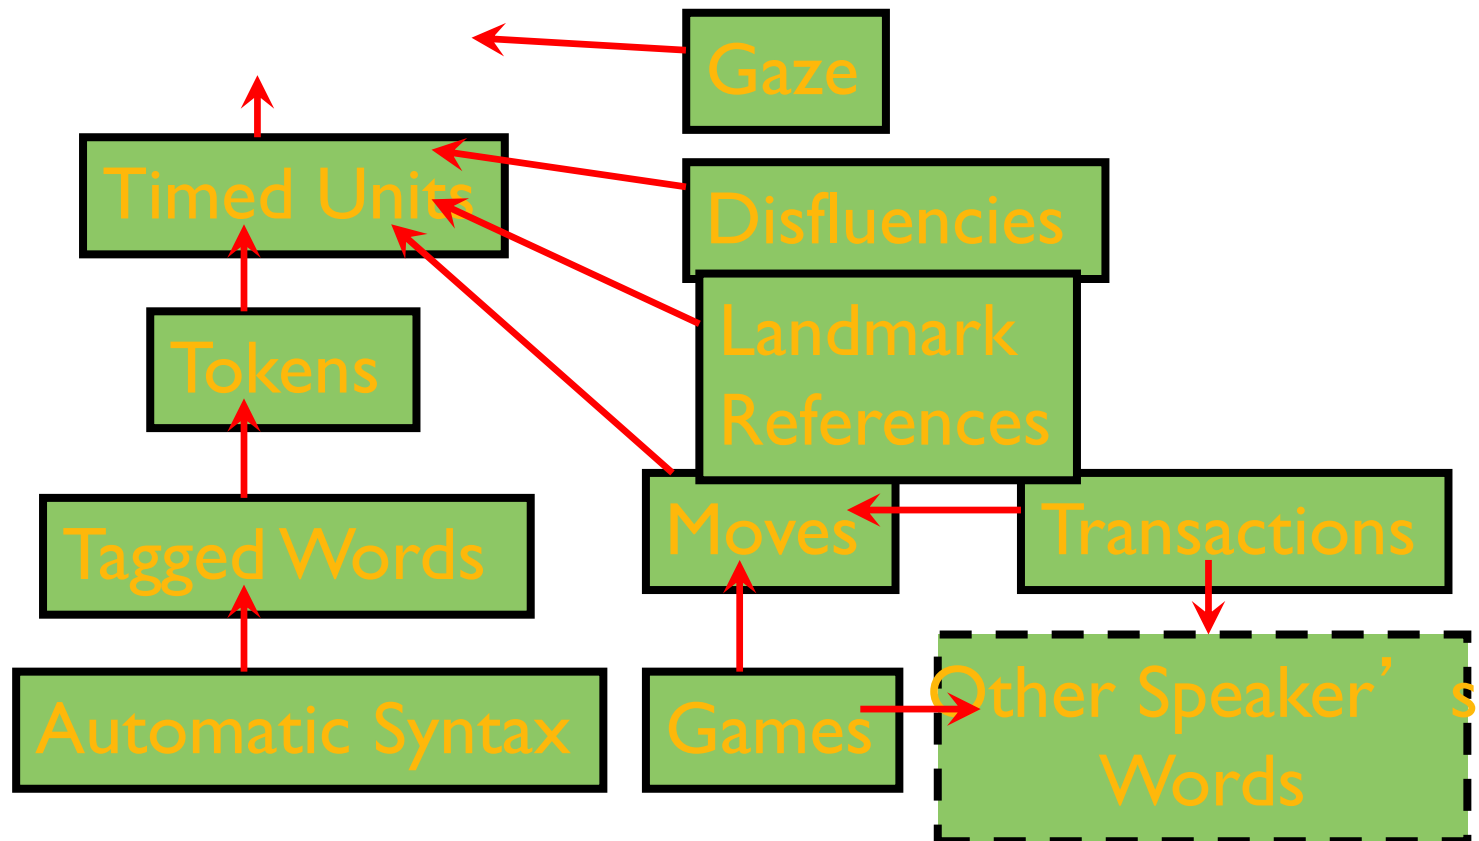 Gaze
Timed Units
Disfluencies
Tokens
Landmark
References
Tagged Words
Moves
Transactions
Automatic Syntax
Games
Other Speaker’s
Words